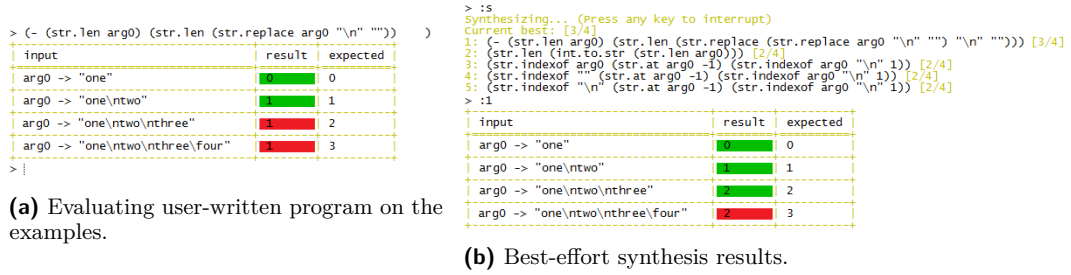 > (- (str.len arg0) (str.len (str.replace arg0 "\n" ""))    )
input result expected
arg0 -> "one" 0 0
arg0 -> "one\ntwo" 1 1
arg0 -> "one\ntwo\nthree" 1 2
arg0 -> "one\ntwo\nthree\four" 1 3
>
(a) Evaluating user-written program on the
examples.
> :s
Synthesizing... (Press any key to interrupt)
Current best: [3/4]
1: (- (str.len arg0) (str.len (str.replace (str.replace arg0 "\n" "") "\n" ""))) [3/4]
2: (str.len (int.to.str (str.len arg0))) [2/4]
3: (str.indexof arg0 (str.at arg0 -1) (str.indexof arg0 "\n" 1)) [2/4]
4: (str.indexof "" (str.at arg0 -1) (str.indexof arg0 "\n" 1)) [2/4]
5: (str.indexof "\n" (str.at arg0 -1) (str.indexof arg0 "\n" 1)) [2/4]
> :1
input result expected
arg0 -> "one" 0 0
arg0 -> "one\ntwo" 1 1
arg0 -> "one\ntwo\nthree" 2 2
arg0 -> "one\ntwo\nthree\four" 2 3
(b) Best-effort synthesis results.